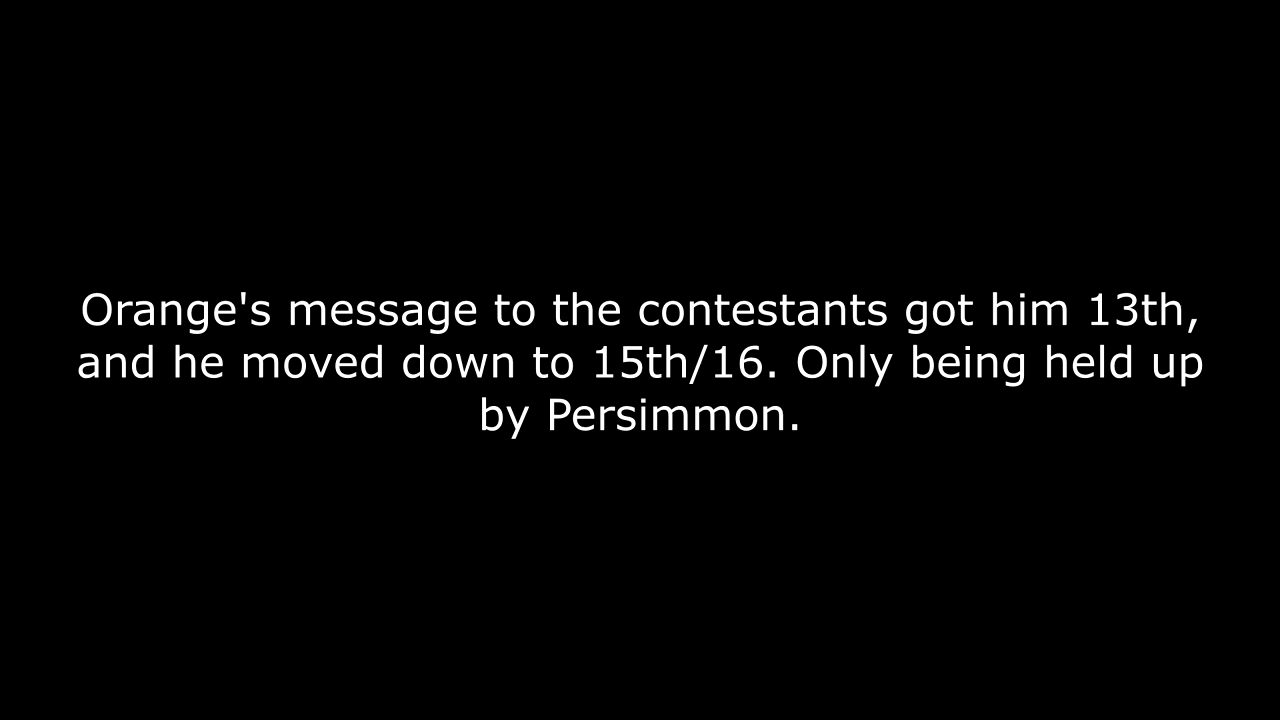 Orange's message to the contestants got him 13th,
and he moved down to 15th/16. Only being held up
by Persimmon.